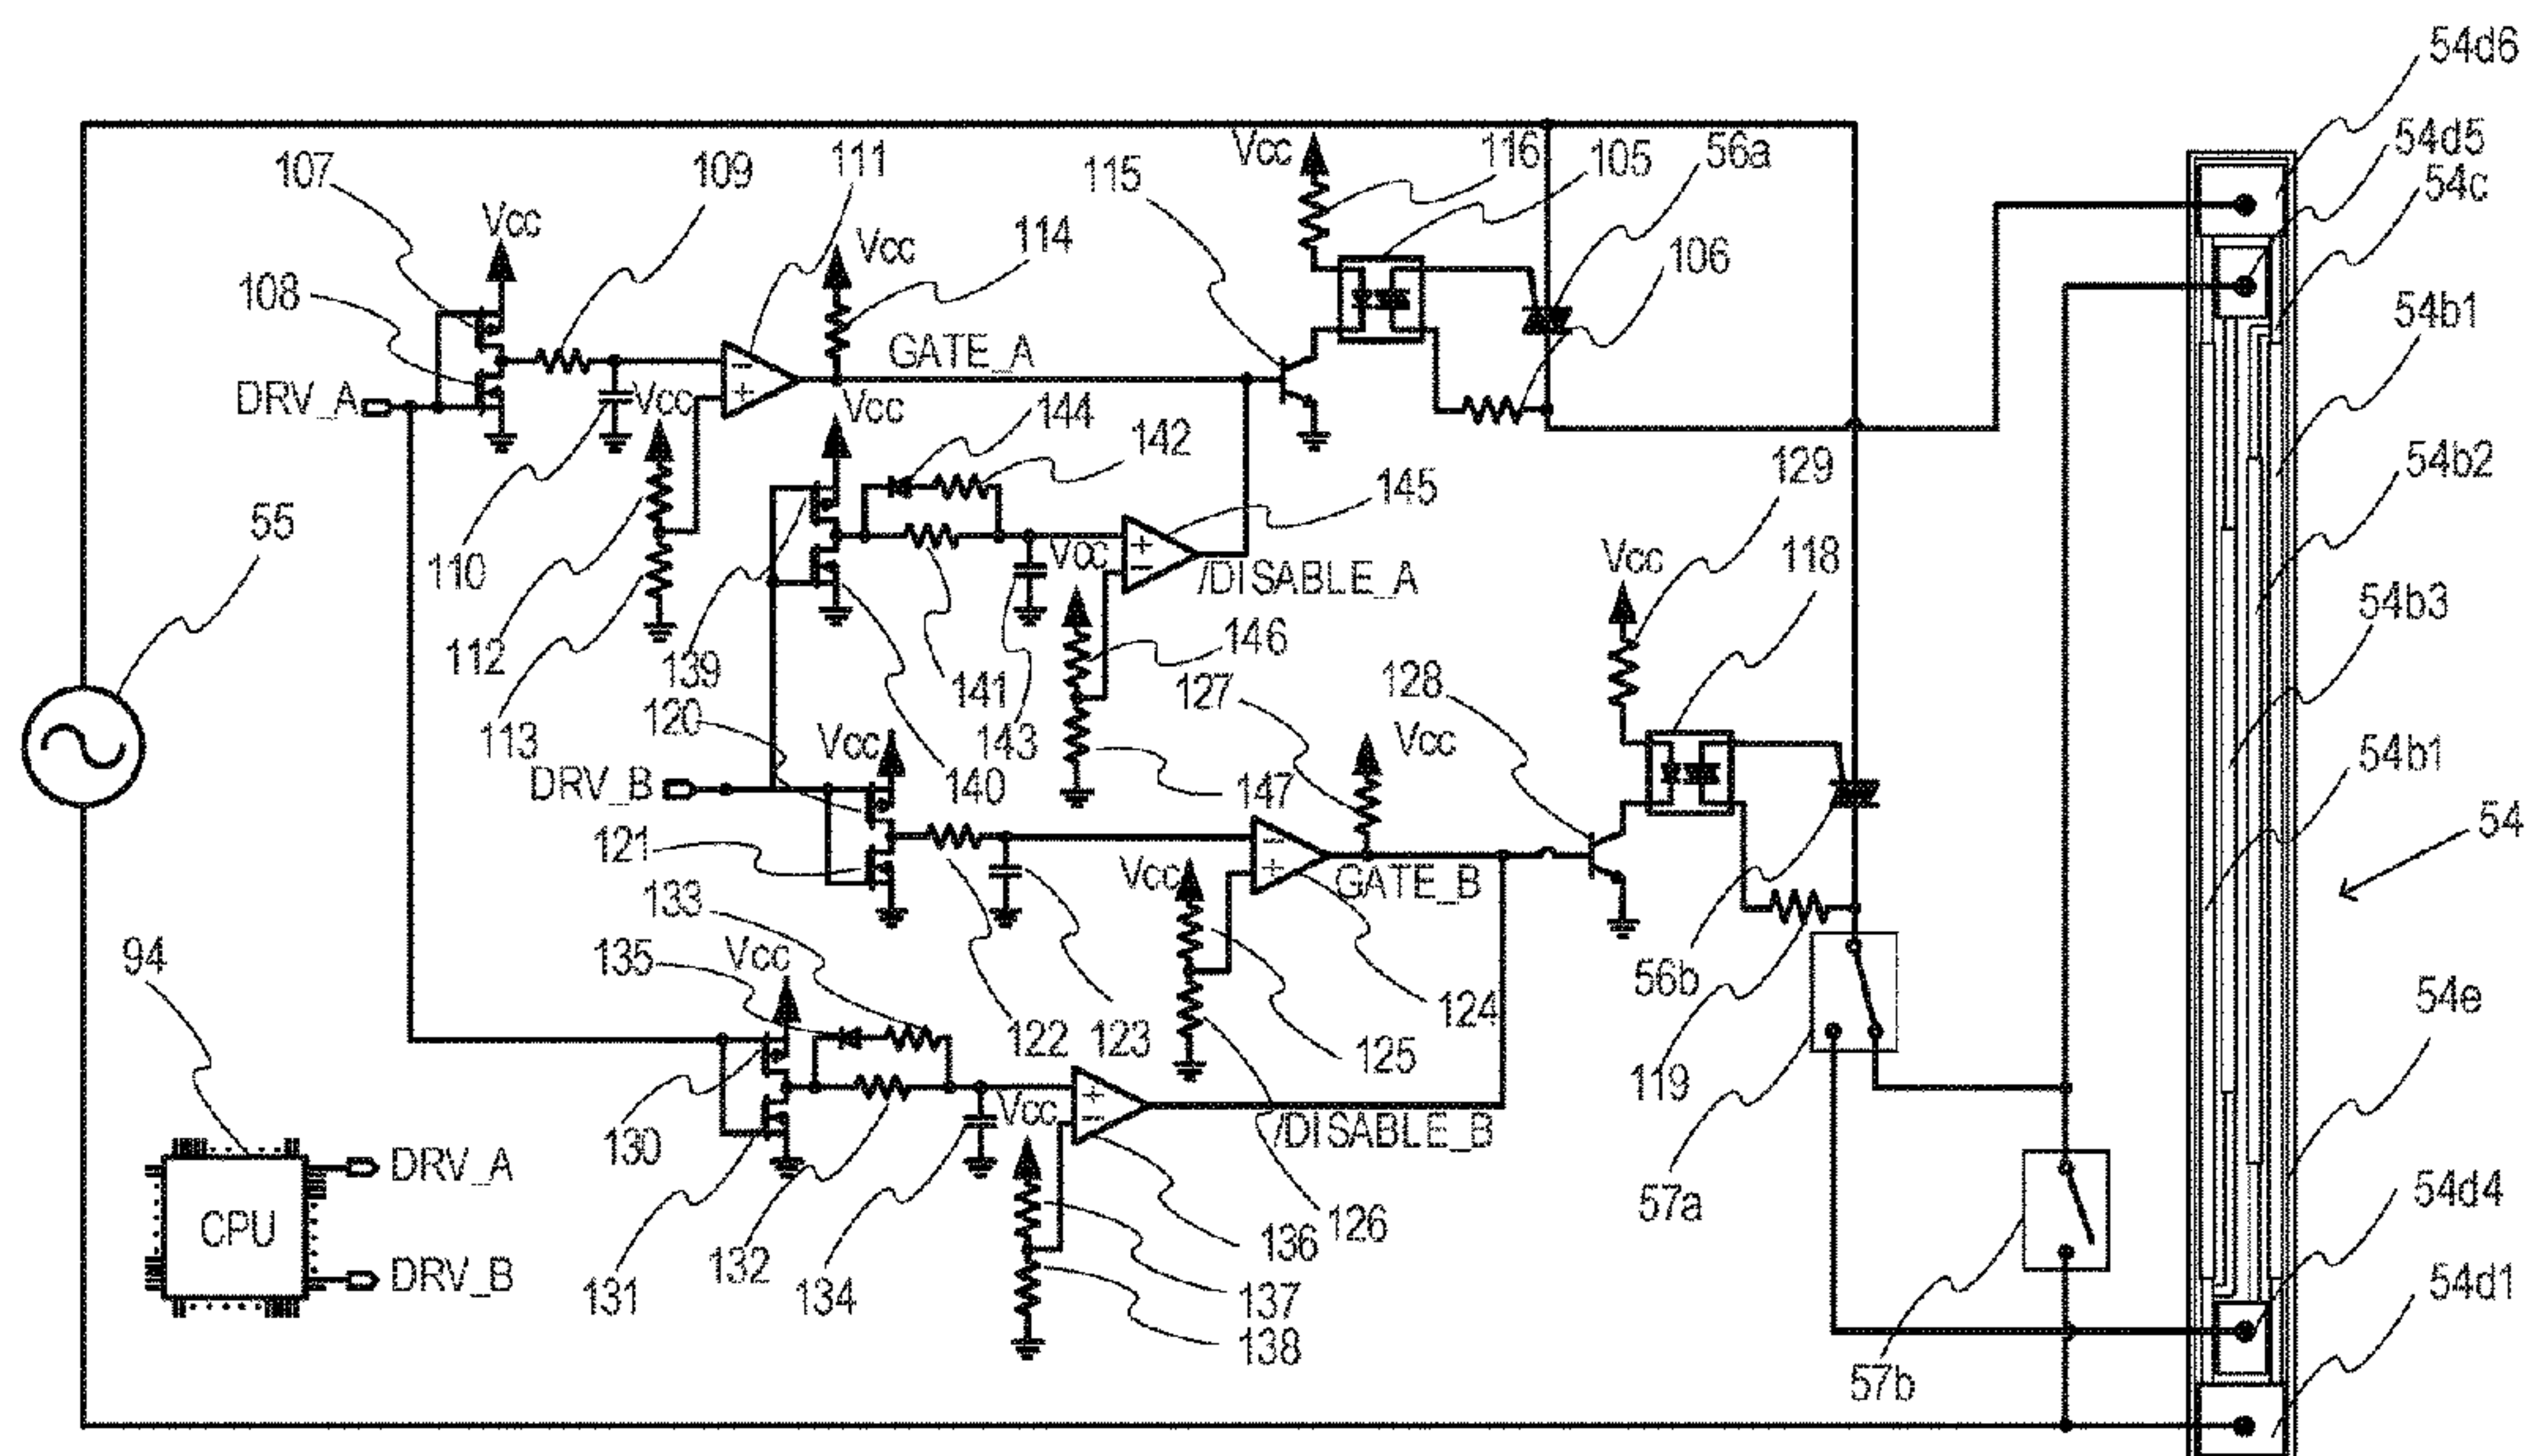 54d6
Vcc
116
105
56a
54d5
54c
107
109
111
115
Vcc
114
Vcc
108
106
54b1
GATE_A
DRV_A
Vcc
Vcc
144
142
129
54b2
55
145
110
Vcc
/DISABLE_A
Vcc
118
54b3
112
139
141
146
113
120
143
127
128
Vcc
Vcc
54b1
DRV_B
140
147
54
121
Vcc
GATE_B
133
94
135
Vcc
56b
124
54e
122
123
125
119
130
Vcc
/DISABLE_B
DRV_A
57a
54d4
CPU
126
136
132
DRV_B
131
134
137
54d1
138
57b
+
−
+
−
+
−
+
−